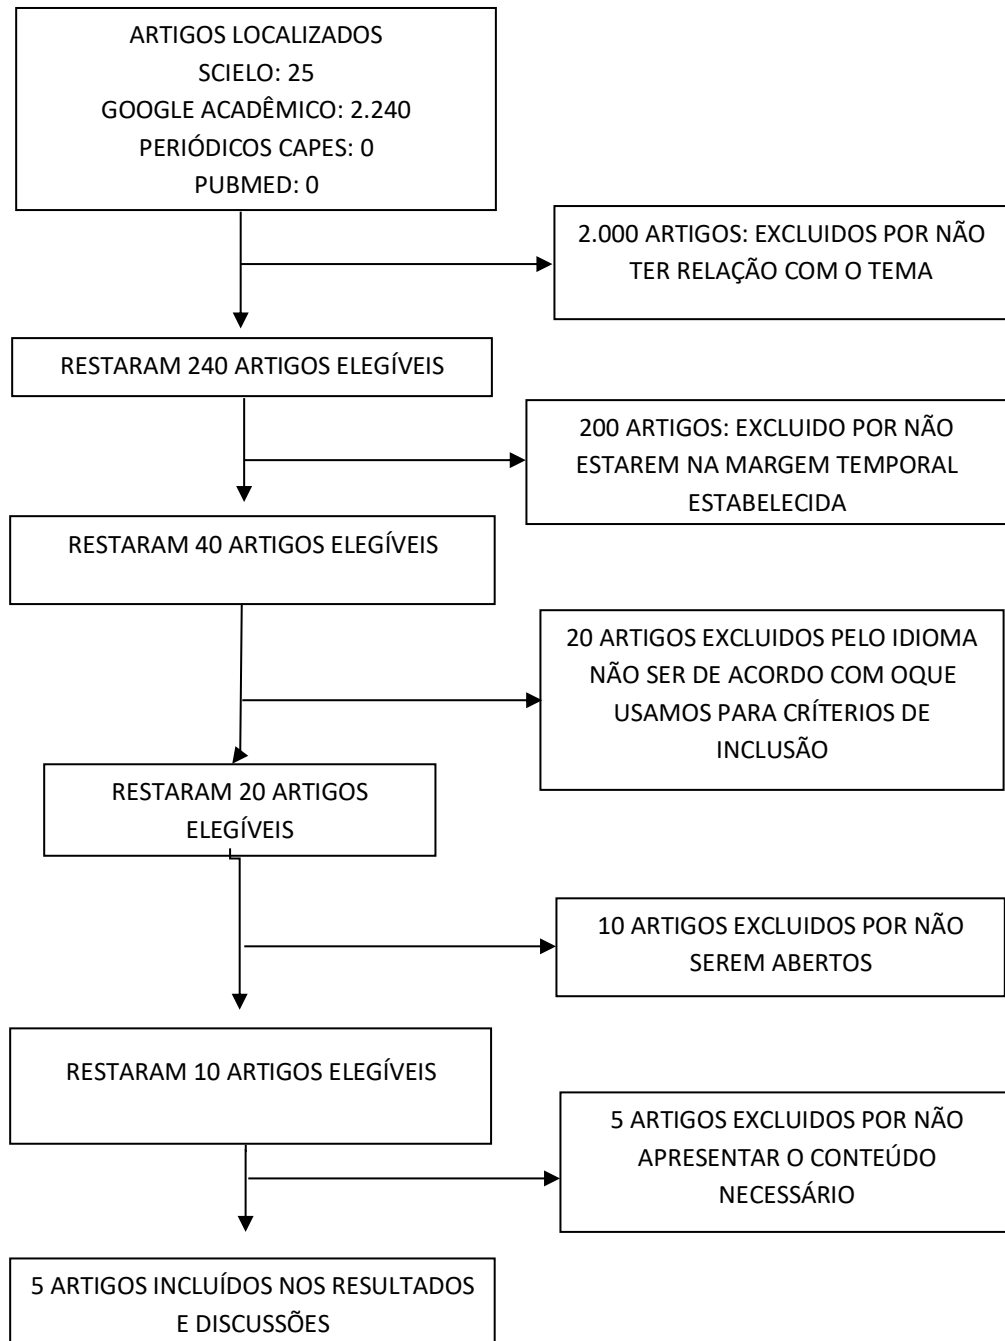 ARTIGOS LOCALIZADOS
SCIELO: 25
GOOGLE ACADÊMICO: 2.240
PERIÓDICOS CAPES: 0
PUBMED: 0
2.000 ARTIGOS: EXCLUIDOS POR NÃO
TER RELAÇÃO COM O TEMA
RESTARAM 240 ARTIGOS ELEGÍVEIS
200 ARTIGOS: EXCLUIDO POR NÃO
ESTAREM NA MARGEM TEMPORAL
ESTABELECIDA
RESTARAM 40 ARTIGOS ELEGÍVEIS
20 ARTIGOS EXCLUIDOS PELO IDIOMA
NÃO SER DE ACORDO COM OQUE
USAMOS PARA CRÍTERIOS DE
INCLUSÃO
RESTARAM 20 ARTIGOS
ELEGÍVEIS
10 ARTIGOS EXCLUIDOS POR NÃO
SEREM ABERTOS
RESTARAM 10 ARTIGOS ELEGÍVEIS
5 ARTIGOS EXCLUIDOS POR NÃO
APRESENTAR O CONTEÚDO
NECESSÁRIO
5 ARTIGOS INCLUÍDOS NOS RESULTADOS
E DISCUSSÕES